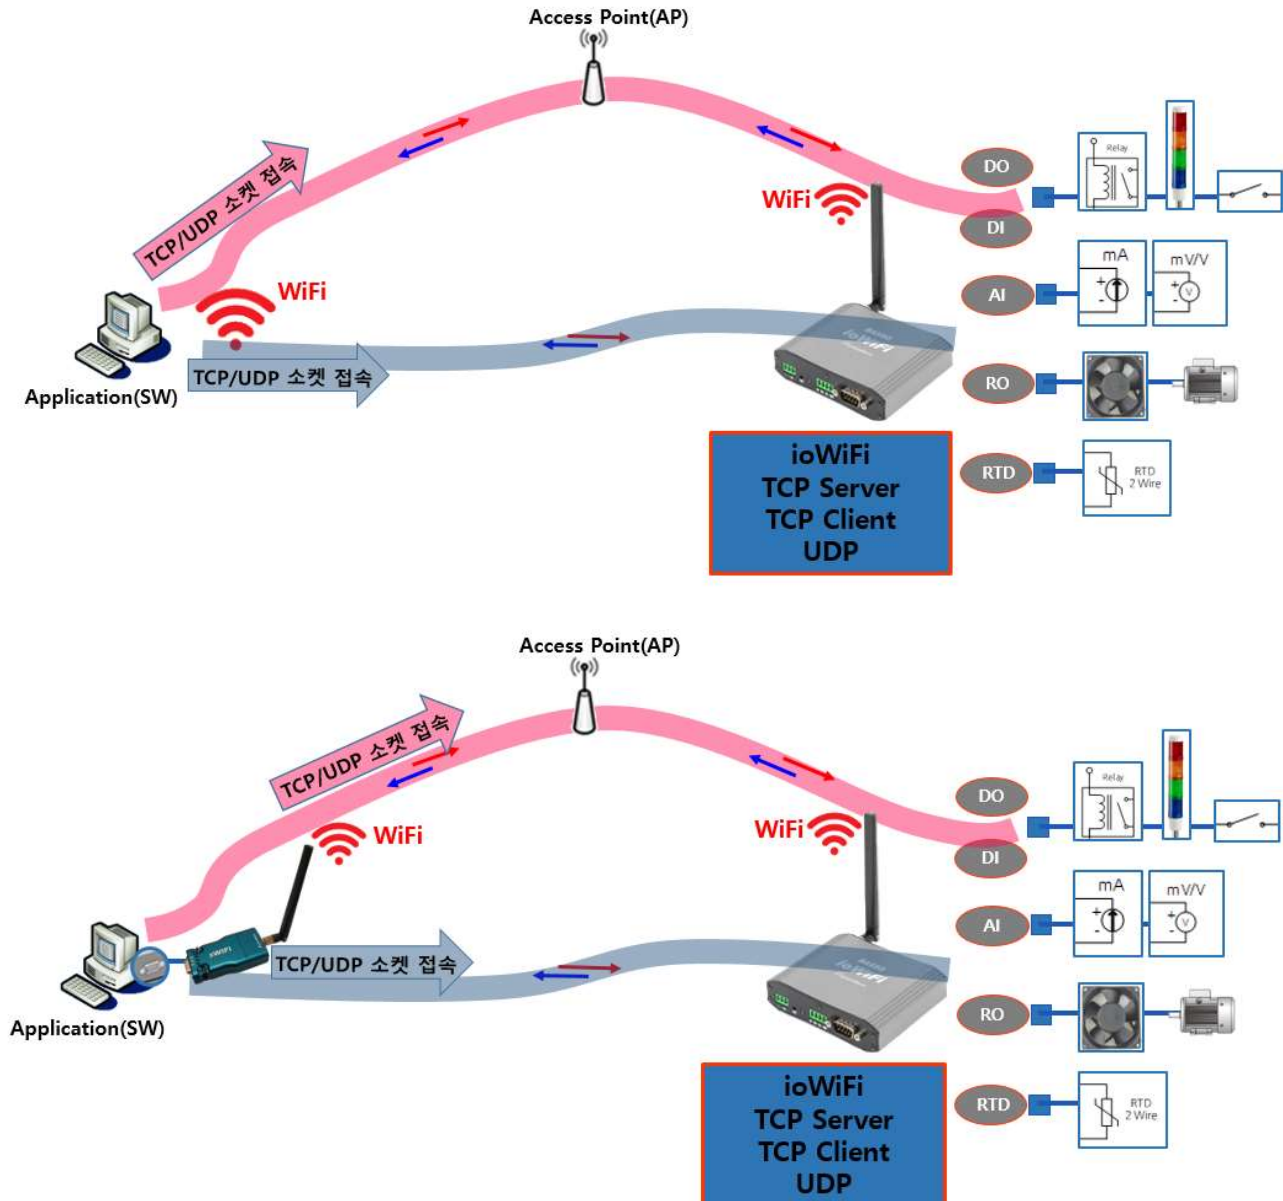 Access Point(AP)
TCP/UDP 소켓 접속
WiFi
WiFi
DO
DI
Relay
mA
mV/V
V
AI
ioWiFi
TCP/UDP 소켓 접속
Application(SW)
RO
ioWiFi
TCP Server
TCP Client
UDP
RTD
RTD
2 Wire
Access Point(AP)
TCP/UDP 소켓 접속
WiFi
WiFi
DO
DI
Relay
mA
mV/V
V
AI
sWiFi
ioWiFi
TCP/UDP 소켓 접속
Application(SW)
RO
ioWiFi
TCP Server
TCP Client
UDP
RTD
RTD
2 Wire